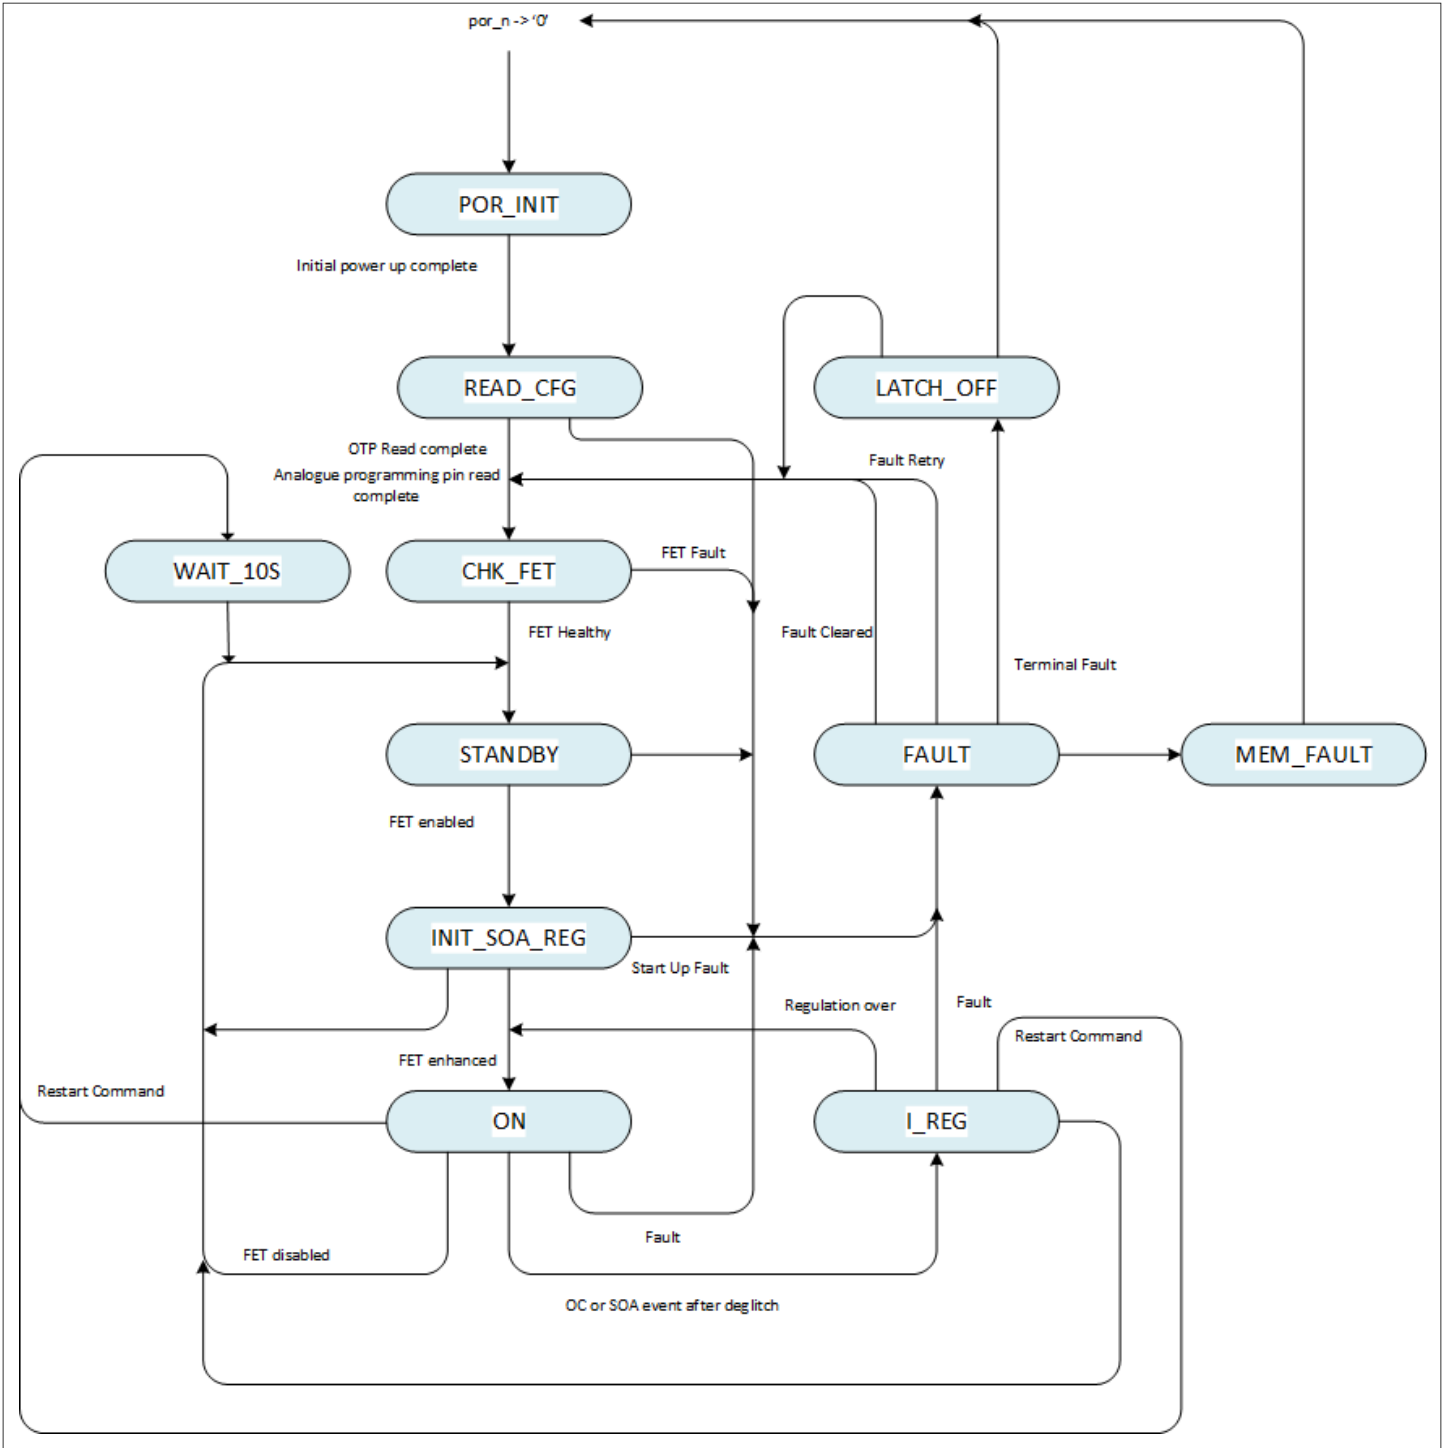 por_n -> ‘0’
POR_INIT
Initial power up complete
READ_CFG
LATCH_OFF
OTP Read complete
Analogue programming pin read
complete
Fault Retry
WAIT_10S
CHK_FET
FET Fault
FET Healthy
Fault Cleared
Terminal Fault
STANDBY
FAULT
MEM_FAULT
FET enabled
INIT_SOA_REG
Start Up Fault
Regulation over
Fault
Restart Command
FET enhanced
Restart Command
ON
I_REG
Fault
FET disabled
OC or SOA event after deglitch